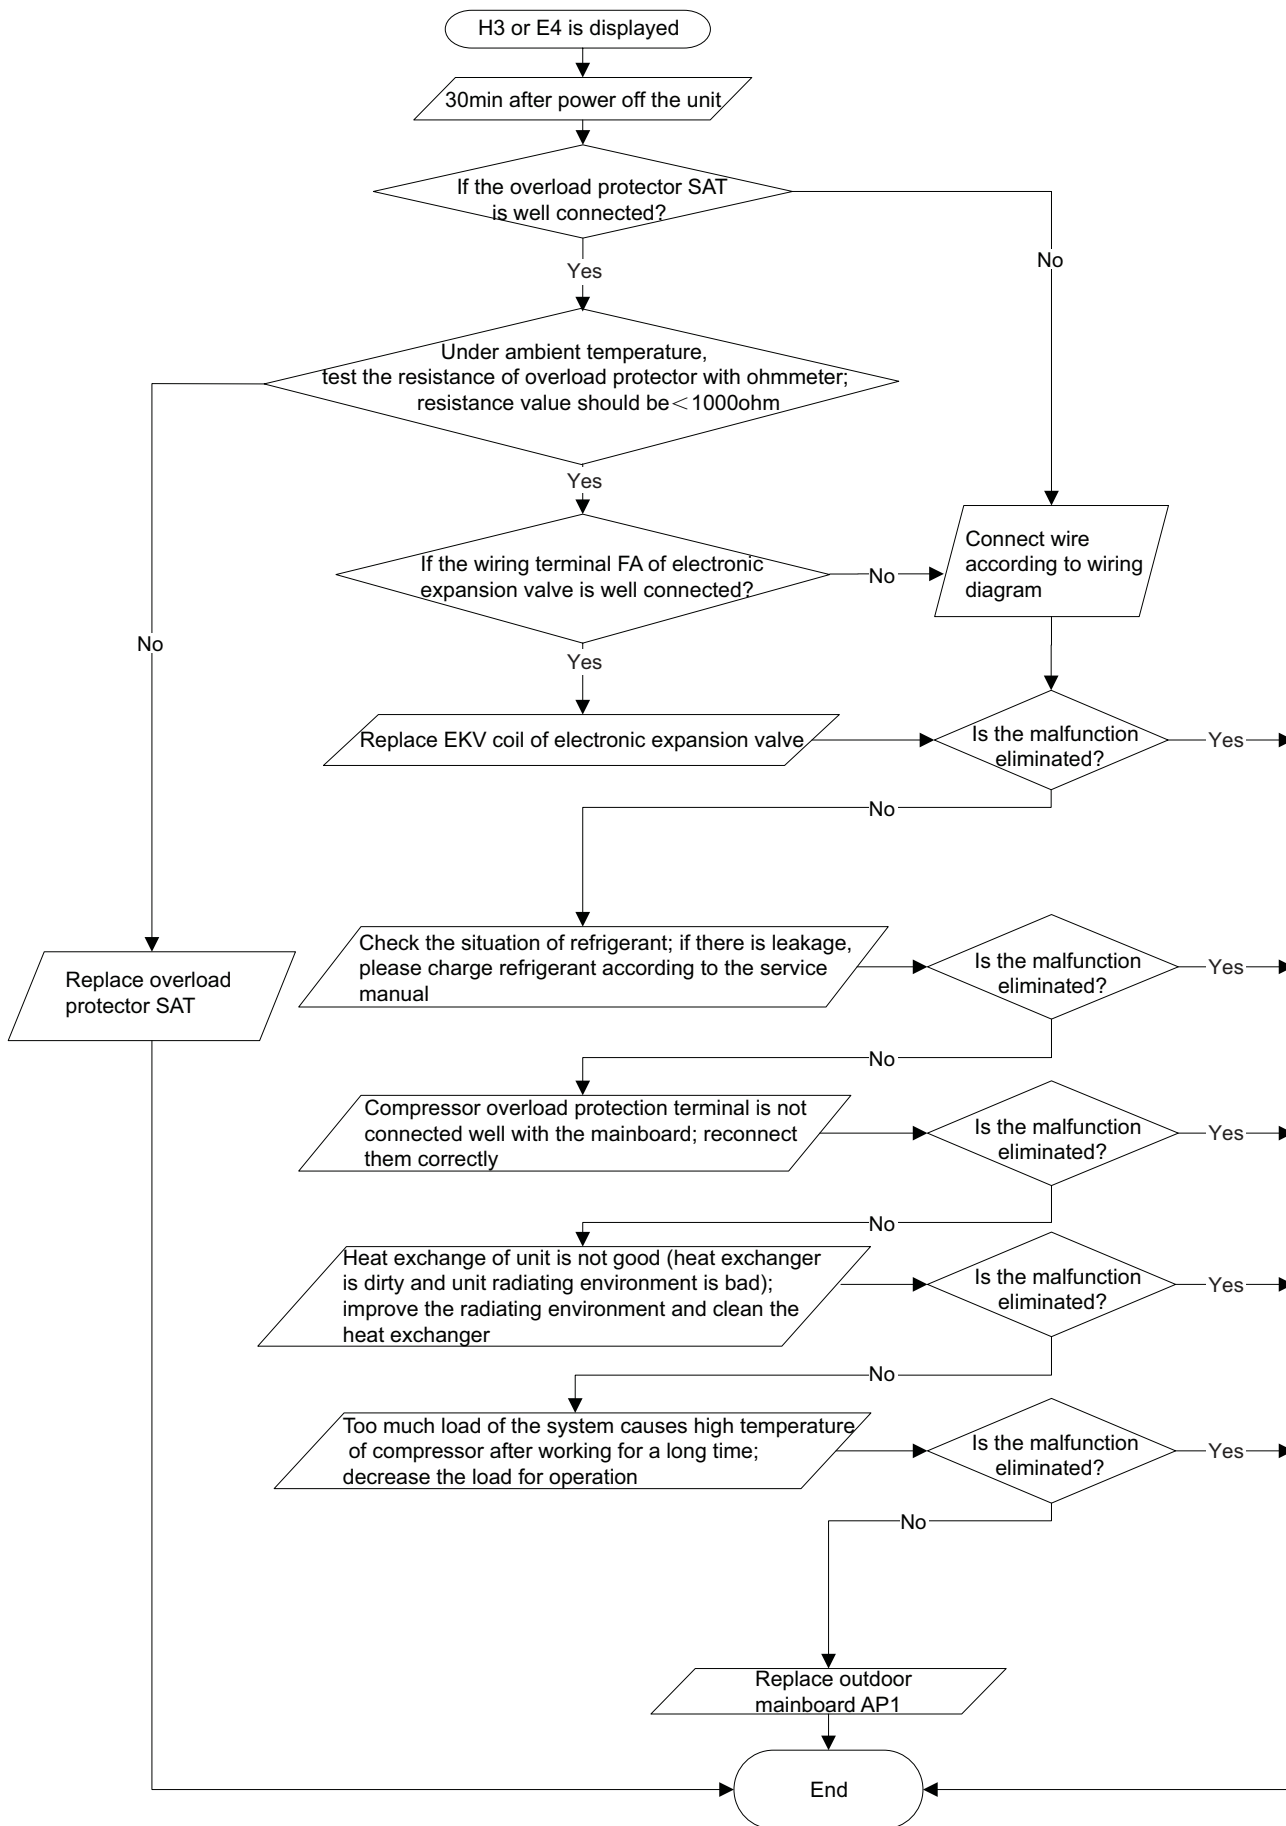 H3 or E4 is displayed
30min after power off the unit
If the overload protector SAT
is well connected?
No
Yes
Under ambient temperature,
test the resistance of overload protector with ohmmeter;
resistance value should be＜1000ohm
Yes
If the wiring terminal FA of electronic
expansion valve is well connected?
No
Connect wire
according to wiring
diagram
No
Yes
Replace EKV coil of electronic expansion valve
Is the malfunction
eliminated?
Yes
No
Check the situation of refrigerant; if there is leakage,
please charge refrigerant according to the service
manual
Is the malfunction
eliminated?
Yes
Replace overload
protector SAT
No
Compressor overload protection terminal is not
connected well with the mainboard; reconnect
them correctly
Is the malfunction
eliminated?
Yes
No
Heat exchange of unit is not good (heat exchanger
is dirty and unit radiating environment is bad);
improve the radiating environment and clean the
heat exchanger
Is the malfunction
eliminated?
Yes
No
Too much load of the system causes high temperature
of compressor after working for a long time;
decrease the load for operation
Is the malfunction
eliminated?
Yes
No
Replace outdoor
mainboard AP1
End